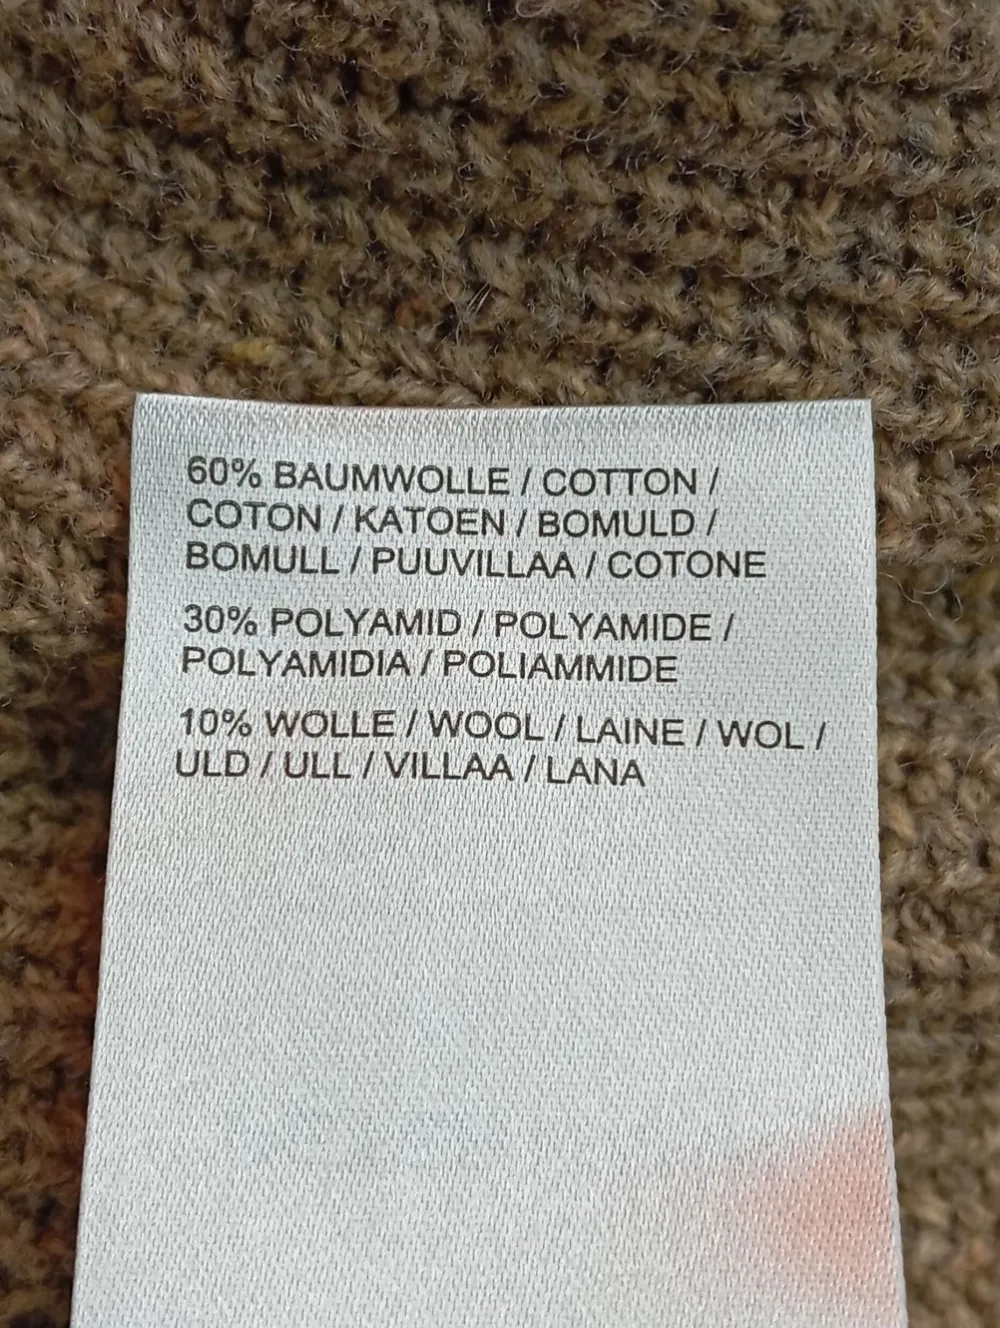 60% BAUMWOLLE / COTTON /
COTON / KATOEN / BOMULD /
BOMULL / PUUVILLAA / COTONE
30% POLYAMID / POLYAMIDE /
POLYAMIDIA / POLIAMMIDE
10% WOLLE / WOOL / LAINE / WOL /
ULD / ULL / VILLAA / LANA